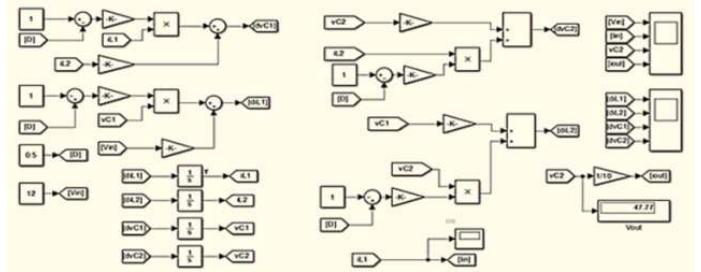 1
-K-
×
[dvC1]
[D]
iL1
iL2
-K-
1
-K-
×
[diL1]
[D]
vC1
[Vin]
-K-
0.5
[D]
12
[Vin]
[diL1]
1
s
iL1
[diL2]
1
s
iL2
[dvC1]
1
s
vC1
[dvC2]
1
s
vC2
vC2
-K-
[dvC2]
iL2
×
1
-K-
[D]
vC1
-K-
[diL2]
vC2
×
1
-K-
[D]
iL1
[Iin]
[Vin]
[Iin]
vC2
[Iout]
[diL1]
[diL2]
[dvC1]
[dvC2]
vC2
1/10
[Iout]
47.77
Vout